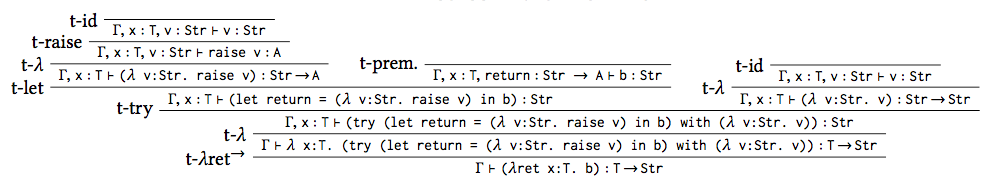 t-id
Γ, x : T, v : Str ⊢ v : Str
t-raise
Γ, x : T, v : Str ⊢ raise v : A
t-λ
Γ, x : T ⊢ (λ v:Str. raise v) : Str → A
t-prem.
Γ, x : T, return : Str → A ⊢ b : Str
t-id
Γ, x : T, v : Str ⊢ v : Str
t-λ
Γ, x : T ⊢ (λ v:Str. v) : Str → Str
t-let
Γ, x : T ⊢ (let return = (λ v:Str. raise v) in b) : Str
t-try
Γ, x : T ⊢ (try (let return = (λ v:Str. raise v) in b) with (λ v:Str. v)) : Str
t-λ
Γ ⊢ λ x:T. (try (let return = (λ v:Str. raise v) in b) with (λ v:Str. v)) : T → Str
t-λret→
Γ ⊢ (λret x:T. b) : T → Str